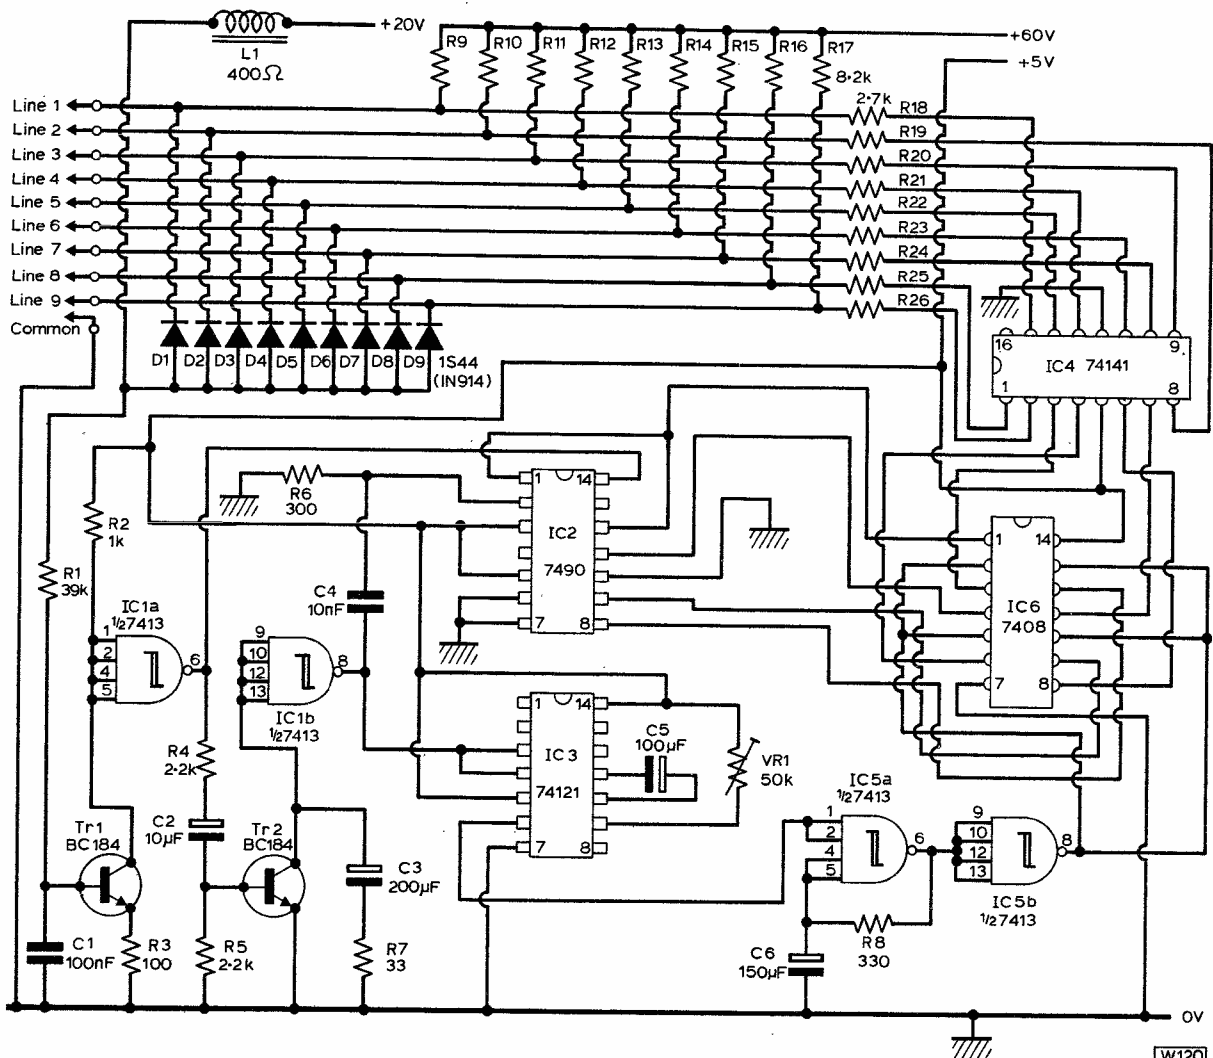 +20V
L1
400Ω
R9 R10 R11 R12 R13 R14 R15 R16 R17
8·2k
+60V
+5V
2·7k
Line 1
Line 2
Line 3
Line 4
Line 5
Line 6
Line 7
Line 8
Line 9
Common
R18
R19
R20
R21
R22
R23
R24
R25
R26
D1 D2 D3 D4 D5 D6 D7 D8 D9 1S44
(IN914)
16 9
IC4 74141
1 8
R2
1k
R1
39k
R6
300
1 14
IC2
7490
7 8
C4
10nF
IC1a
1/27413
1
2
4
5
6
9
10
12
13
8
IC1b
1/27413
1 14
IC6
7408
7 8
1 14
IC3
74121
7 8
C5
100µF
VR1
50k
R4
2·2k
C2
10µF
Tr1
BC184
Tr2
BC184
C3
200µF
IC5a
1/27413
1
2
4
5
6
9
10
12
13
8
IC5b
1/27413
C1
100nF
R3
100
R5
2·2k
R7
33
C6
150µF
R8
330
0V
W120